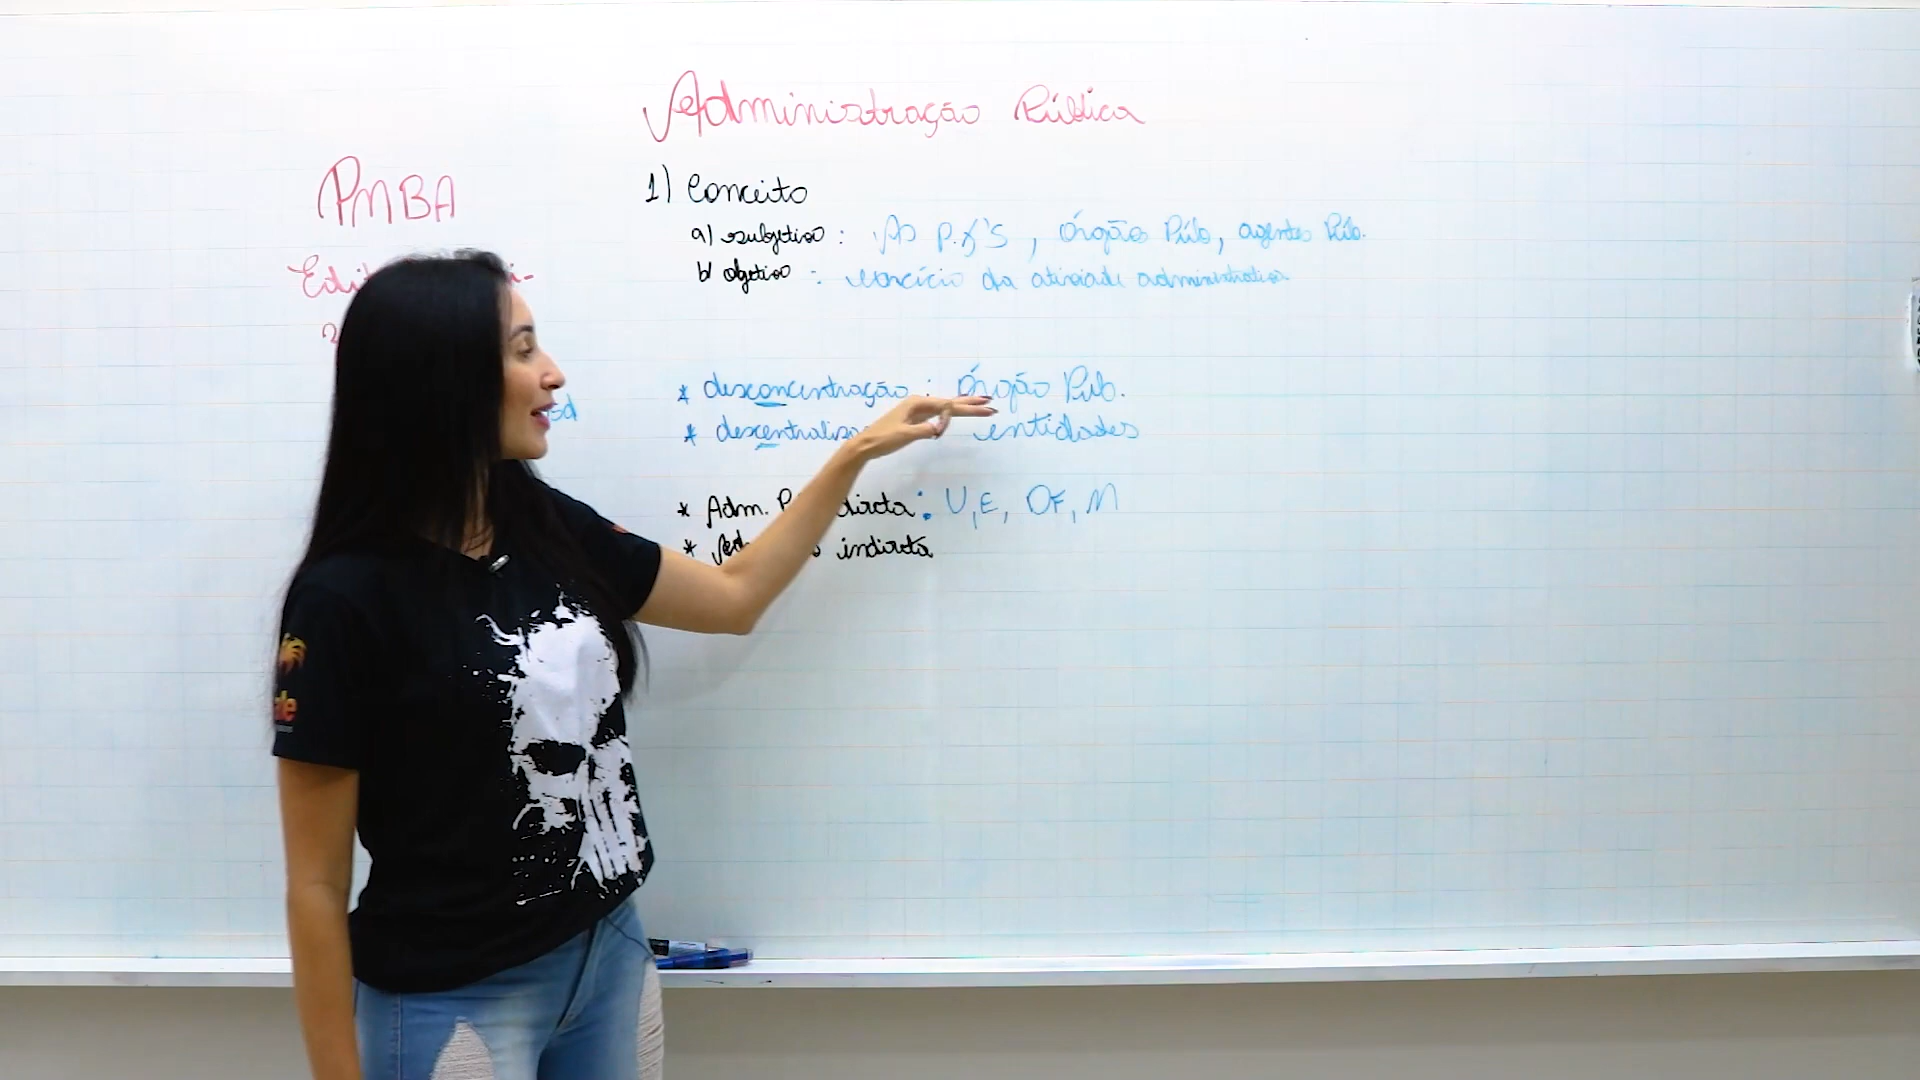 Administração Pública
PMBA
1) Conceito
a) subjetivo : As P.J'S , órgãos Púb, agentes Púb.
b) objetivo : exercício da atividade administrativa
* desconcentração : Órgão Púb.
* entidades
* Adm. direta : U, E, DF, M
* indireta